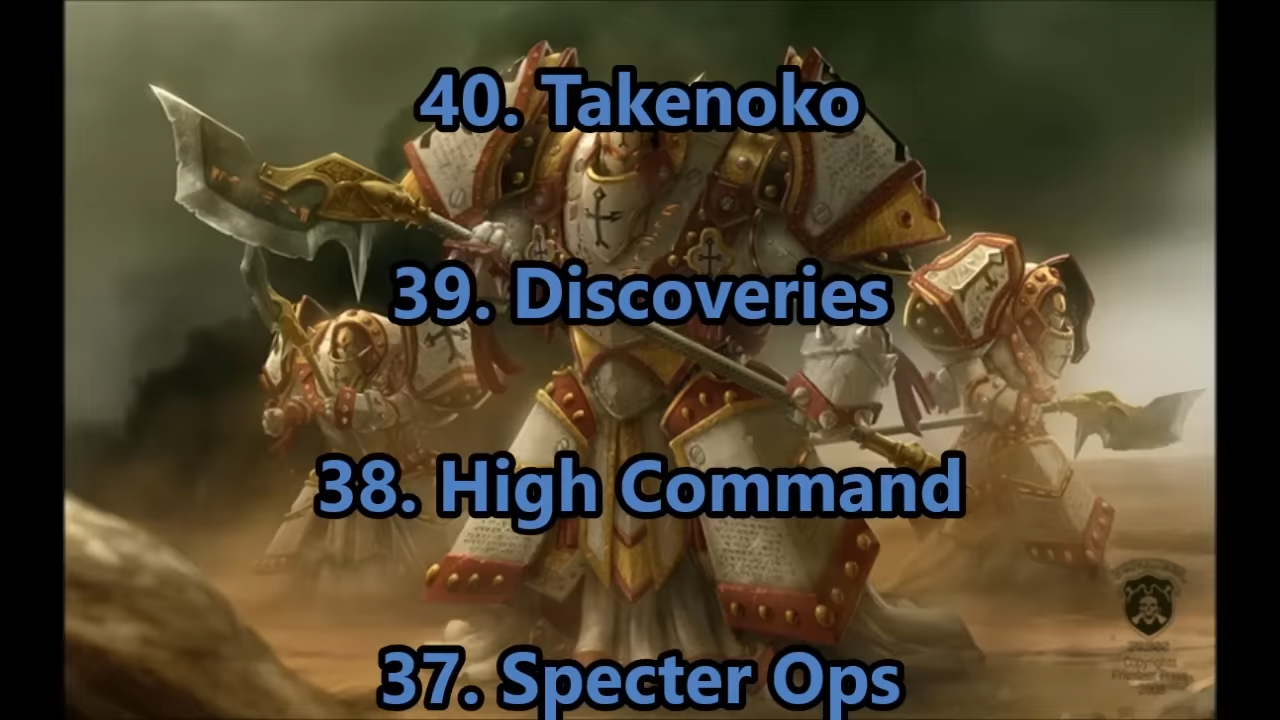 40. Takenoko
39. Discoveries
38. High Command
37. Specter Ops